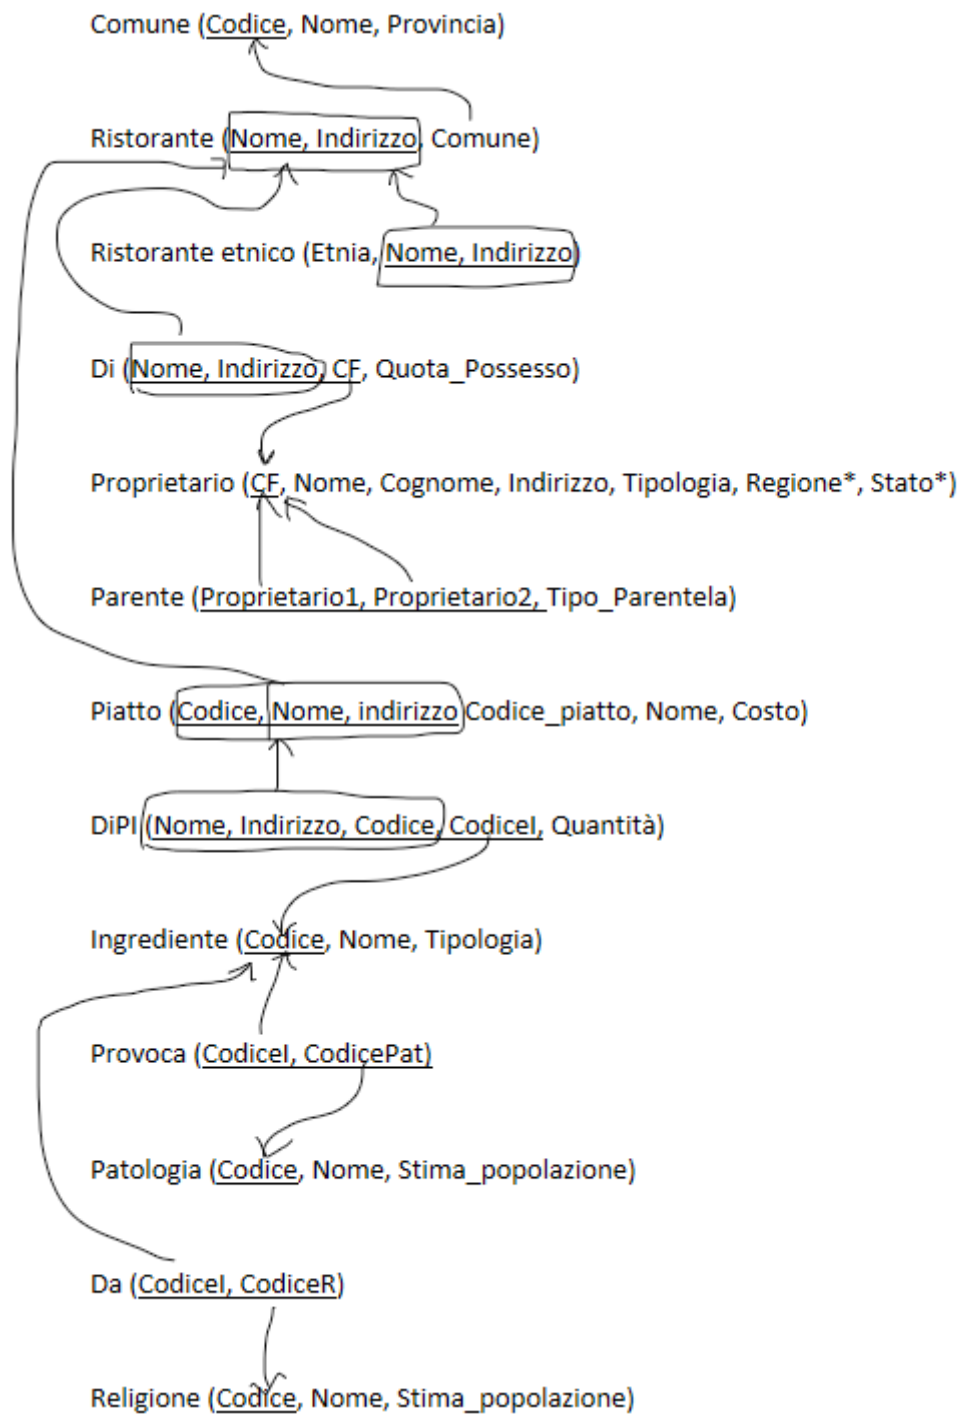 Comune (Codice, Nome, Provincia)
Ristorante (Nome, Indirizzo, Comune)
Ristorante etnico (Etnia, Nome, Indirizzo)
Di (Nome, Indirizzo, CF, Quota_Possesso)
Proprietario (CF, Nome, Cognome, Indirizzo, Tipologia, Regione*, Stato*)
Parente (Proprietario1, Proprietario2, Tipo_Parentela)
Piatto (Codice, Nome, indirizzo Codice_piatto, Nome, Costo)
DiPI (Nome, Indirizzo, Codice, CodiceI, Quantità)
Ingrediente (Codice, Nome, Tipologia)
Provoca (CodiceI, CodicePat)
Patologia (Codice, Nome, Stima_popolazione)
Da (CodiceI, CodiceR)
Religione (Codice, Nome, Stima_popolazione)